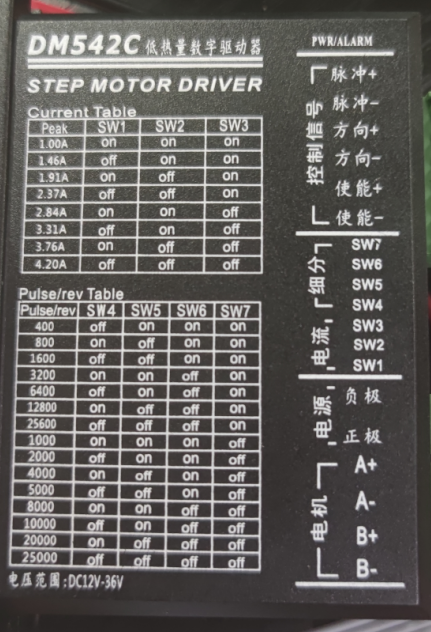 DM542C 低热量数字驱动器
STEP MOTOR DRIVER
Current Table
Peak SW1 SW2 SW3
1.00A on on on
1.46A off on on
1.91A on off on
2.37A off off on
2.84A on on off
3.31A off on off
3.76A on off off
4.20A off off off
Pulse/rev Table
Pulse/rev SW4 SW5 SW6 SW7
400 off on on on
800 on off on on
1600 off off on on
3200 on on off on
6400 off on off on
12800 on off off on
25600 off off off on
1000 on on on off
2000 off on on off
4000 on off on off
5000 off off on off
8000 on on off off
10000 off on off off
20000 on off off off
25000 off off off off
电压范围:DC12V-36V
PWR/ALARM
控制信号
脉冲+
脉冲-
方向+
方向-
使能+
使能-
细分
电流
SW7
SW6
SW5
SW4
SW3
SW2
SW1
电源
负极
正极
电机
A+
A-
B+
B-